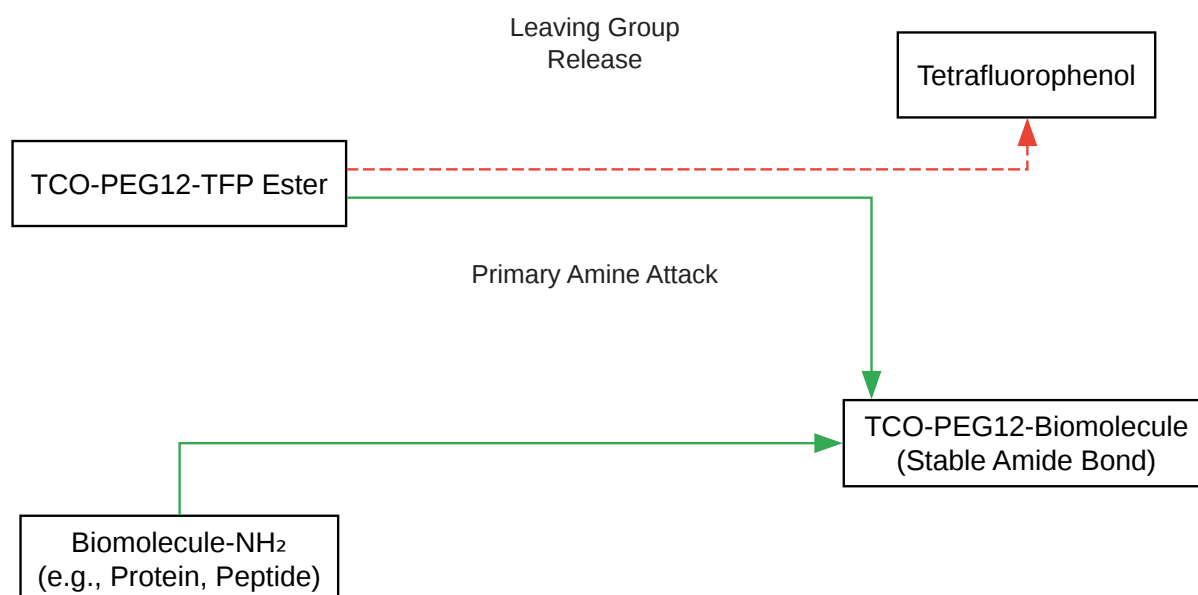 Leaving Group
Release
Tetrafluorophenol
TCO-PEG12-TFP Ester
Primary Amine Attack
TCO-PEG12-Biomolecule
(Stable Amide Bond)
Biomolecule-NH₂
(e.g., Protein, Peptide)